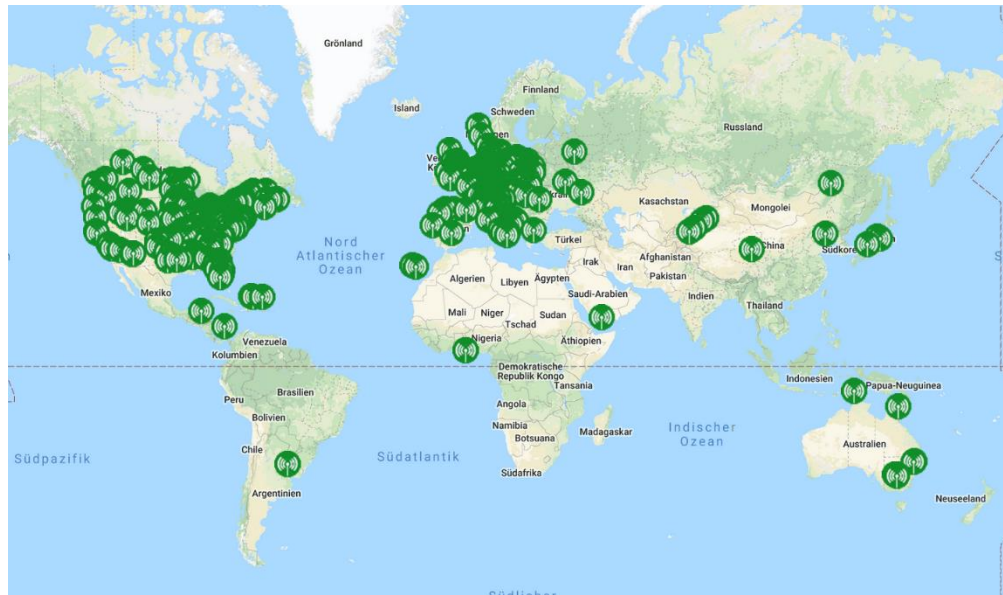 Grönland
Island
Finnland
Schweden
Russland
Kasachstan
Mongolei
Türkei
China
Südkorea
Nord
Atlantischer
Ozean
Afghanistan
Irak
Iran
Pakistan
Algerien
Libyen
Ägypten
Saudi-Arabien
Indien
Mexiko
Mali
Niger
Sudan
Tschad
Thailand
Nigeria
Äthiopien
Venezuela
Kolumbien
Demokratische
Republik Kongo
Tansania
Indonesien
Papua-Neuguinea
Peru
Brasilien
Angola
Bolivien
Namibia
Botsuana
Madagaskar
Indischer
Ozean
Australien
Chile
Südpazifik
Südatlantik
Südafrika
Argentinien
Neuseeland
Südlicher